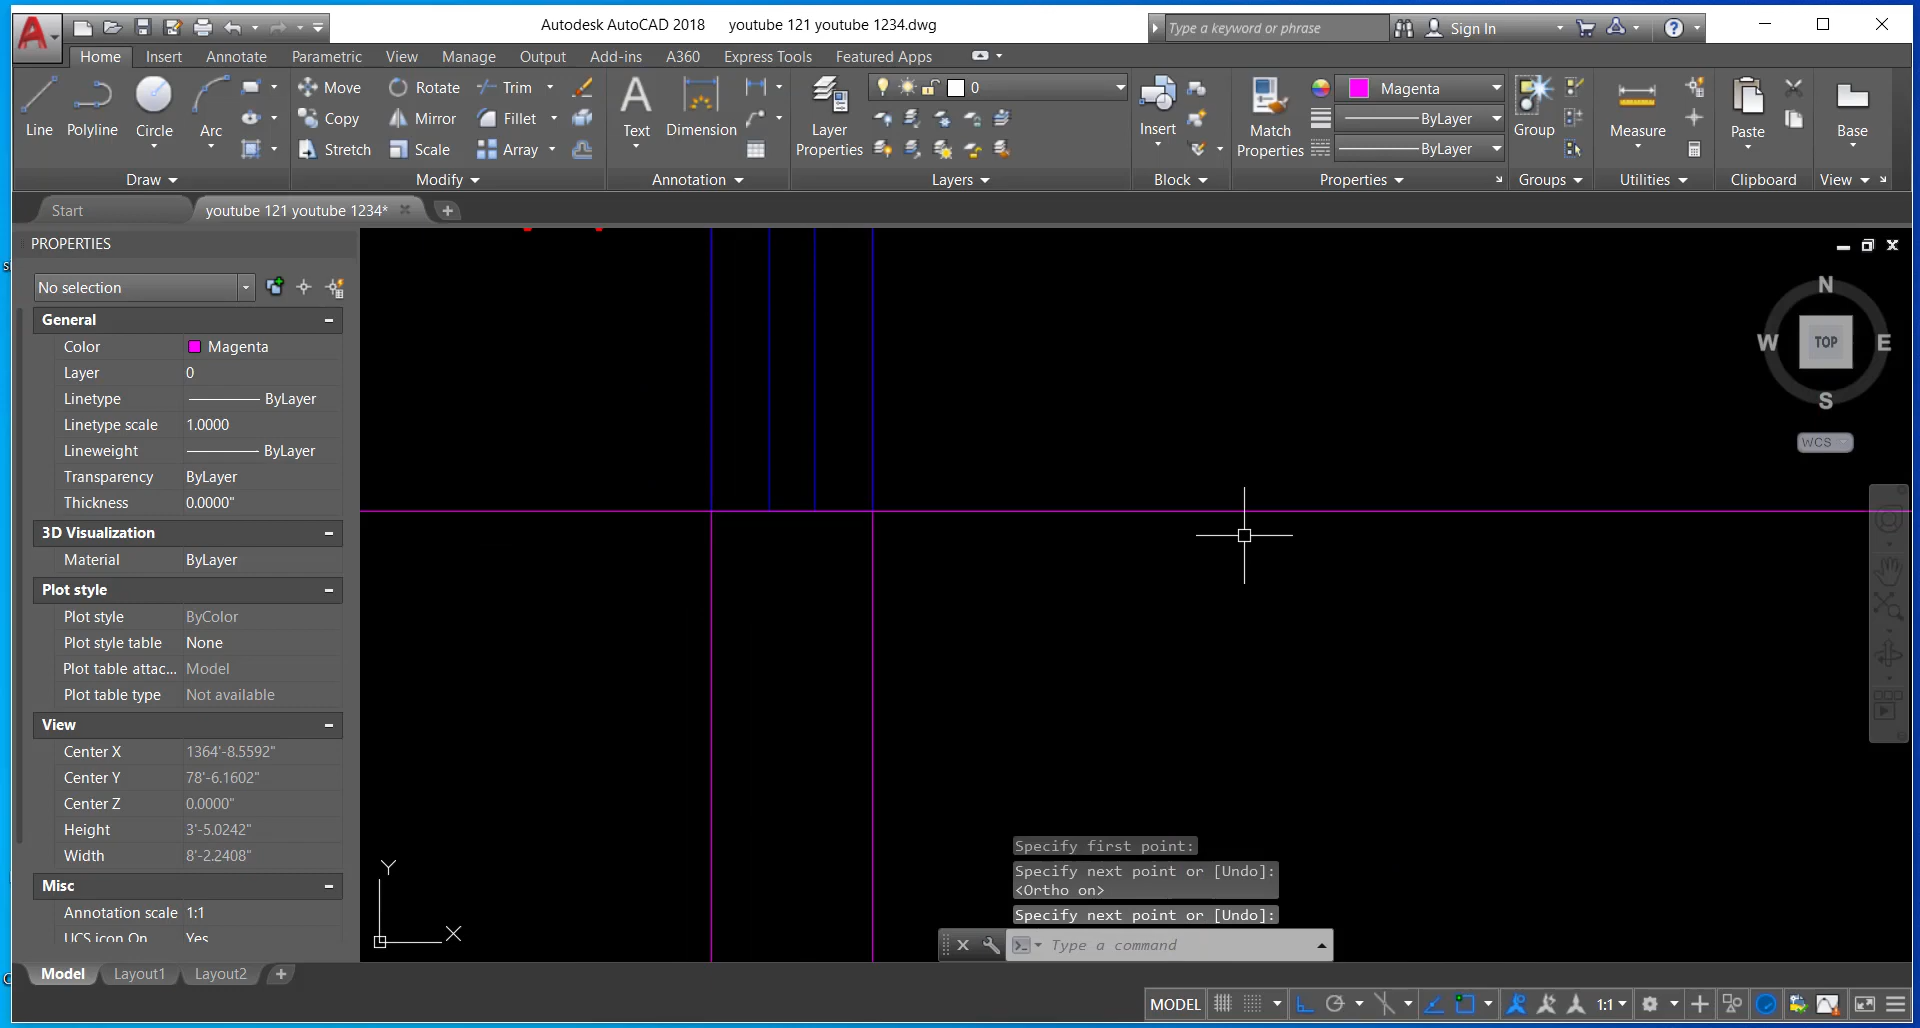 Autodesk AutoCAD 2018 youtube 121 youtube 1234.dwg
Type a keyword or phrase
Sign In
Home Insert Annotate Parametric View Manage Output Add-ins A360 Express Tools Featured Apps
Line Polyline Circle Arc
Move Rotate Trim
Copy Mirror Fillet
Stretch Scale Array
Text Dimension
Layer Properties
0
Insert
Match Properties
Magenta
ByLayer
ByLayer
Group
Measure
Paste
Base
Draw Modify Annotation Layers Block Properties Groups Utilities Clipboard View
Start youtube 121 youtube 1234*
PROPERTIES
No selection
General
Color Magenta
Layer 0
Linetype ByLayer
Linetype scale 1.0000
Lineweight ByLayer
Transparency ByLayer
Thickness 0.0000"
3D Visualization
Material ByLayer
Plot style
Plot style ByColor
Plot style table None
Plot table attac... Model
Plot table type Not available
View
Center X 1364'-8.5592"
Center Y 78'-6.1602"
Center Z 0.0000"
Height 3'-5.0242"
Width 8'-2.2408"
Misc
Annotation scale 1:1
UCS icon On Yes
N
W TOP E
S
WCS
Y
X
Specify first point:
Specify next point or [Undo]:
<Ortho on>
Specify next point or [Undo]:
Type a command
Model Layout1 Layout2
MODEL 1:1